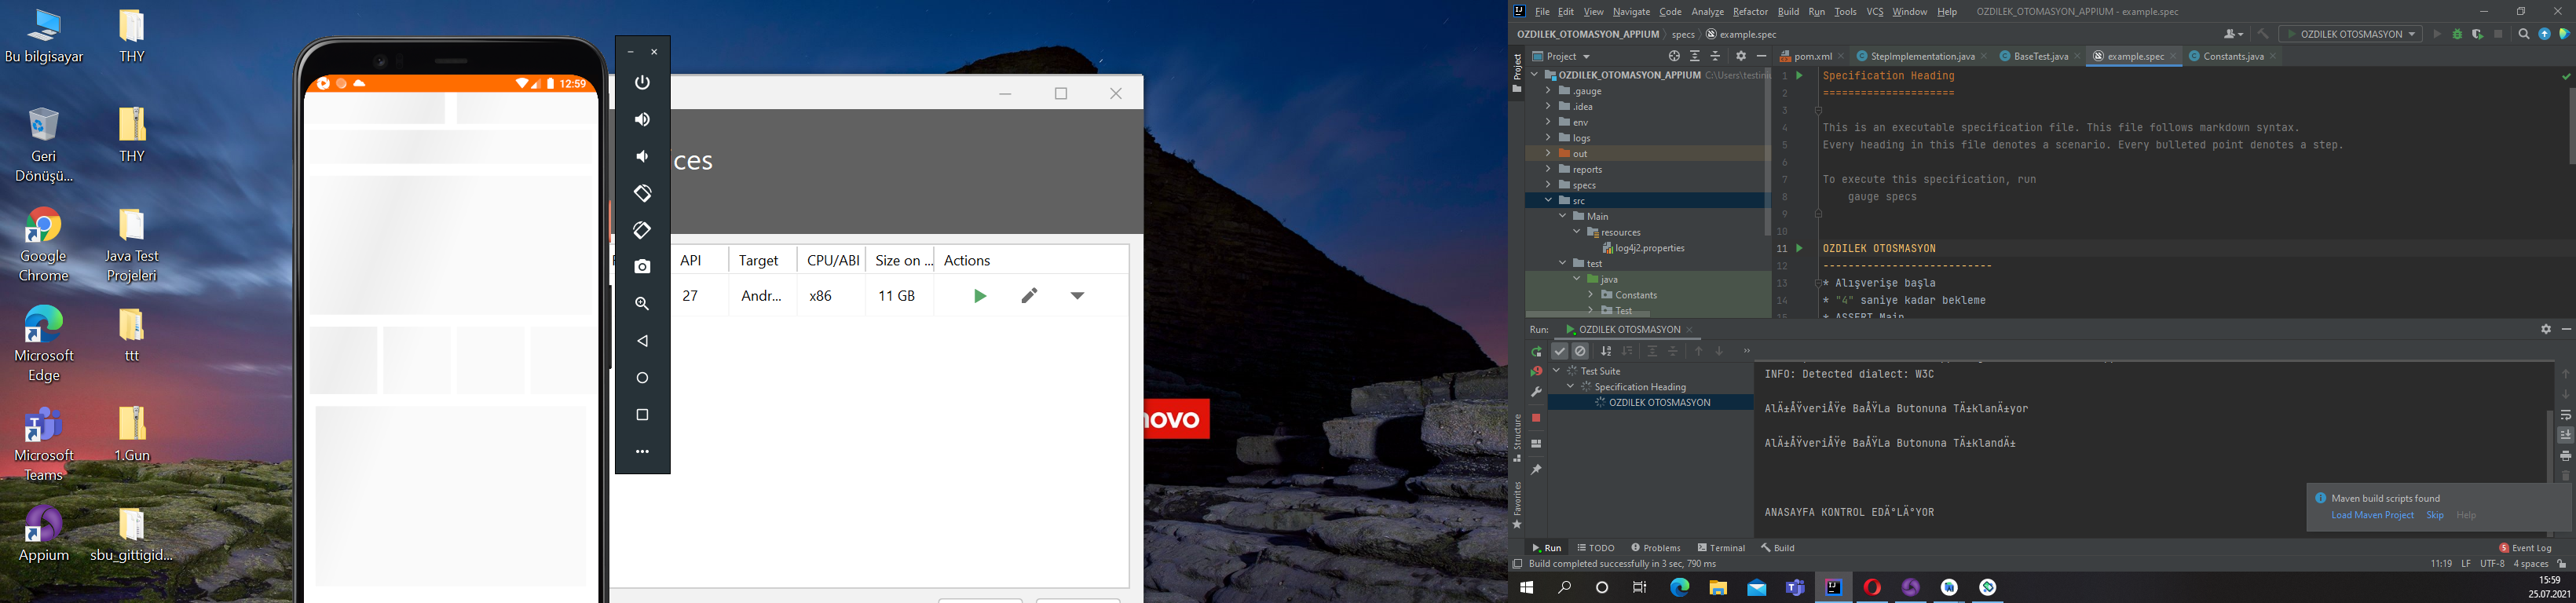 Bu bilgisayar
THY
Geri
Dönüşü...
THY
Google
Chrome
Java Test
Projeleri
Microsoft
Edge
ttt
Microsoft
Teams
1.Gun
Appium
sbu_gittigid...
12:59
ices
API
Target
CPU/ABI
Size on ...
Actions
27
Andr...
x86
11 GB
novo
File Edit View Navigate Code Analyze Refactor Build Run Tools VCS Window Help OZDILEK_OTOMASYON_APPIUM - example.spec
OZDILEK_OTOMASYON_APPIUM specs example.spec
OZDILEK OTOSMASYON
Project
pom.xml StepImplementation.java BaseTest.java example.spec Constants.java
Project
OZDILEK_OTOMASYON_APPIUM C:\Users\testini
.gauge
.idea
env
logs
out
reports
specs
src
Main
resources
log4j2.properties
test
java
Constants
Test
1 Specification Heading
2 =====================
3
4 This is an executable specification file. This file follows markdown syntax.
5 Every heading in this file denotes a scenario. Every bulleted point denotes a step.
6
7 To execute this specification, run
8 gauge specs
9
10
11 OZDILEK OTOSMASYON
12 ---------------------------
13 * Alışverişe başla
14 * "4" saniye kadar bekleme
15 * ASSERT Main
Run: OZDILEK OTOSMASYON
Test Suite
Specification Heading
OZDILEK OTOSMASYON
INFO: Detected dialect: W3C
AlÄ±ÅŸveriÅŸe BaÅŸLa Butonuna TÄ±klanÄ±yor
AlÄ±ÅŸveriÅŸe BaÅŸLa Butonuna TÄ±klandÄ±
ANASAYFA KONTROL EDÄ°LÄ°YOR
Structure
Favorites
Maven build scripts found
Load Maven Project Skip Help
Run TODO Problems Terminal Build
5 Event Log
Build completed successfully in 3 sec, 790 ms
11:19 LF UTF-8 4 spaces
15:59
25.07.2021